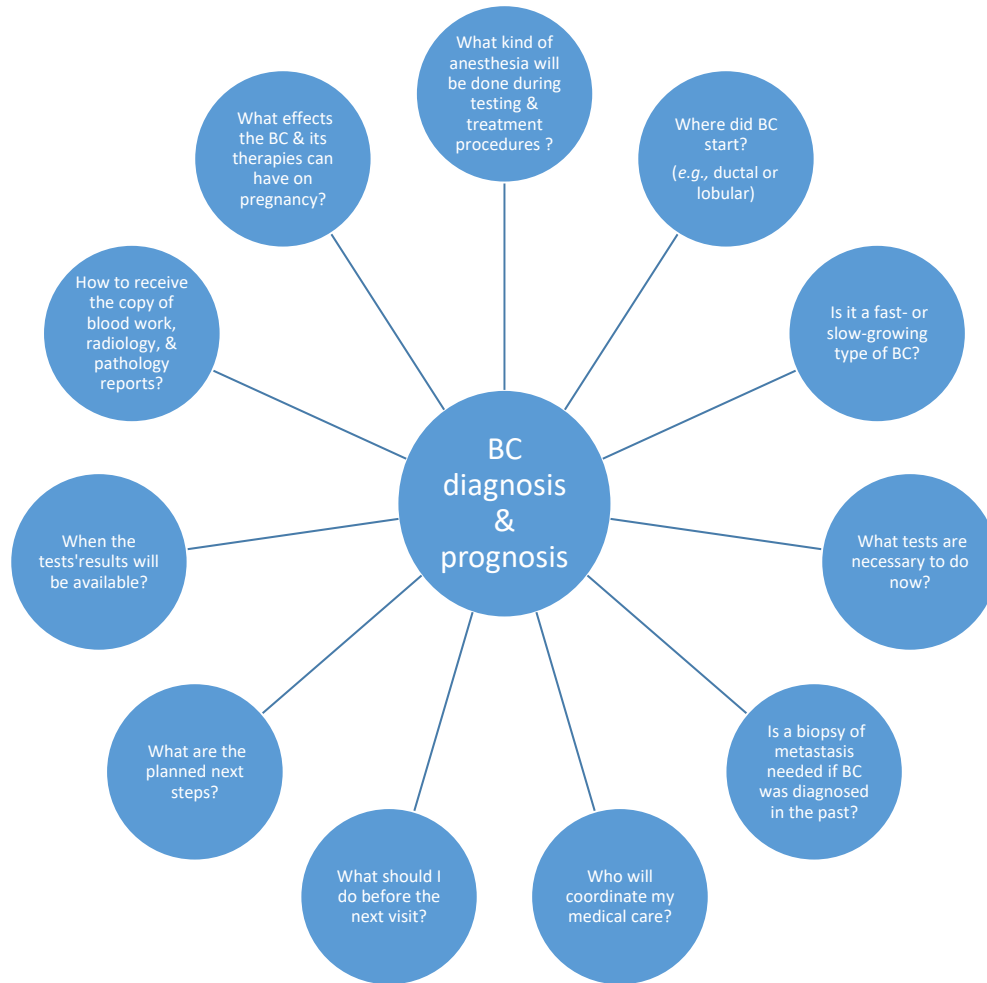 What kind of
anesthesia will
be done during
testing &
treatment
procedures ?
Where did BC
start?
(e.g., ductal or
lobular)
Is it a fast- or
slow-growing
type of BC?
What tests are
necessary to do
now?
Is a biopsy of
metastasis
needed if BC
was diagnosed
in the past?
Who will
coordinate my
medical care?
What should I
do before the
next visit?
What are the
planned next
steps?
When the
tests'results will
be available?
How to receive
the copy of
blood work,
radiology, &
pathology
reports?
What effects
the BC & its
therapies can
have on
pregnancy?
BC
diagnosis
&
prognosis